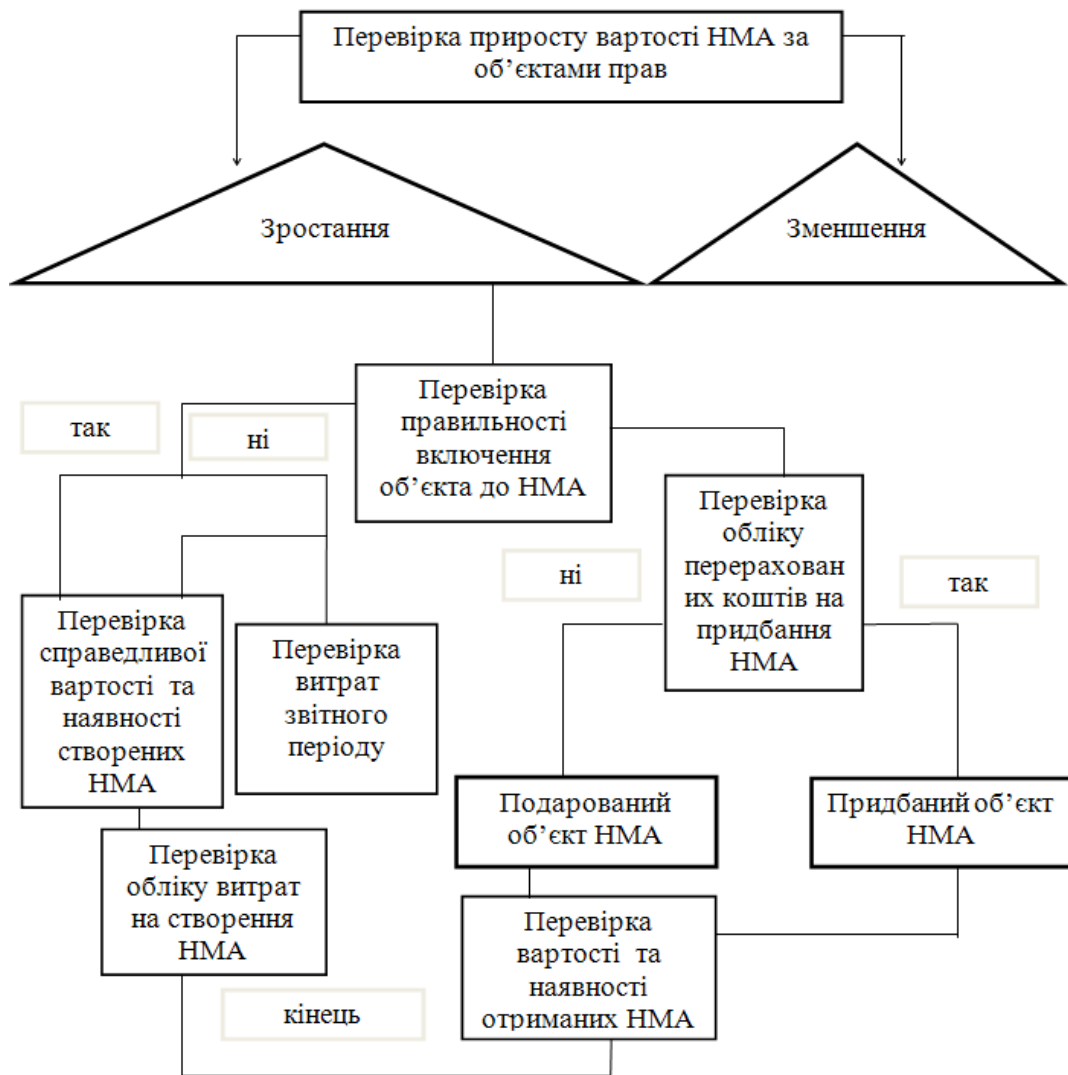 Перевірка приросту вартості НМА за
об’єктами прав
Зростання
Зменшення
Перевірка
правильності
включення
об’єкта до НМА
так
ні
Перевірка
обліку
перерахован
их коштів на
придбання
НМА
ні
так
Перевірка
справедливої
вартості та
наявності
створених
НМА
Перевірка
витрат
звітного
періоду
Подарований
об’єкт НМА
Придбаний об’єкт
НМА
Перевірка
обліку витрат
на створення
НМА
Перевірка
вартості та
наявності
отриманих НМА
кінець